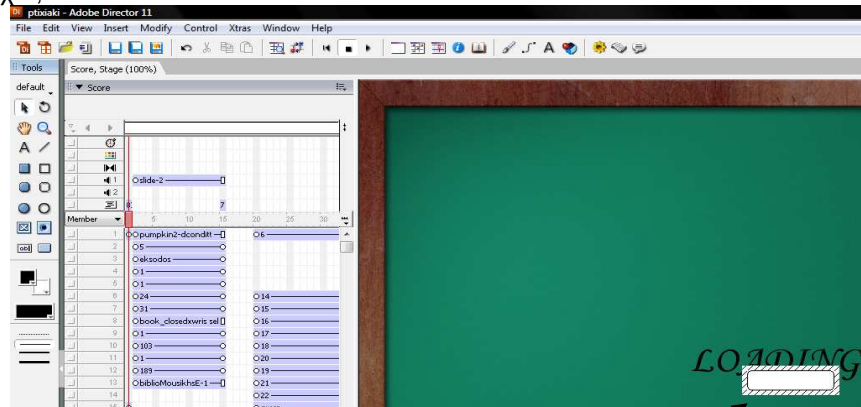 ptixiaki - Adobe Director 11
File Edit View Insert Modify Control Xtras Window Help
Tools
Score, Stage (100%)
default
Score
1 slide-2
2
7
Member 5 10 15 20 25 30
1 pumpkin2-dconditt 6
2 5
3 eksodos
4 1
5 1
6 24 14
7 31 15
8 book_closedxwris sel 16
9 1 17
10 103 18
11 1 20
12 189 19
13 biblioMousikhsE-1 21
14 22
LOADING